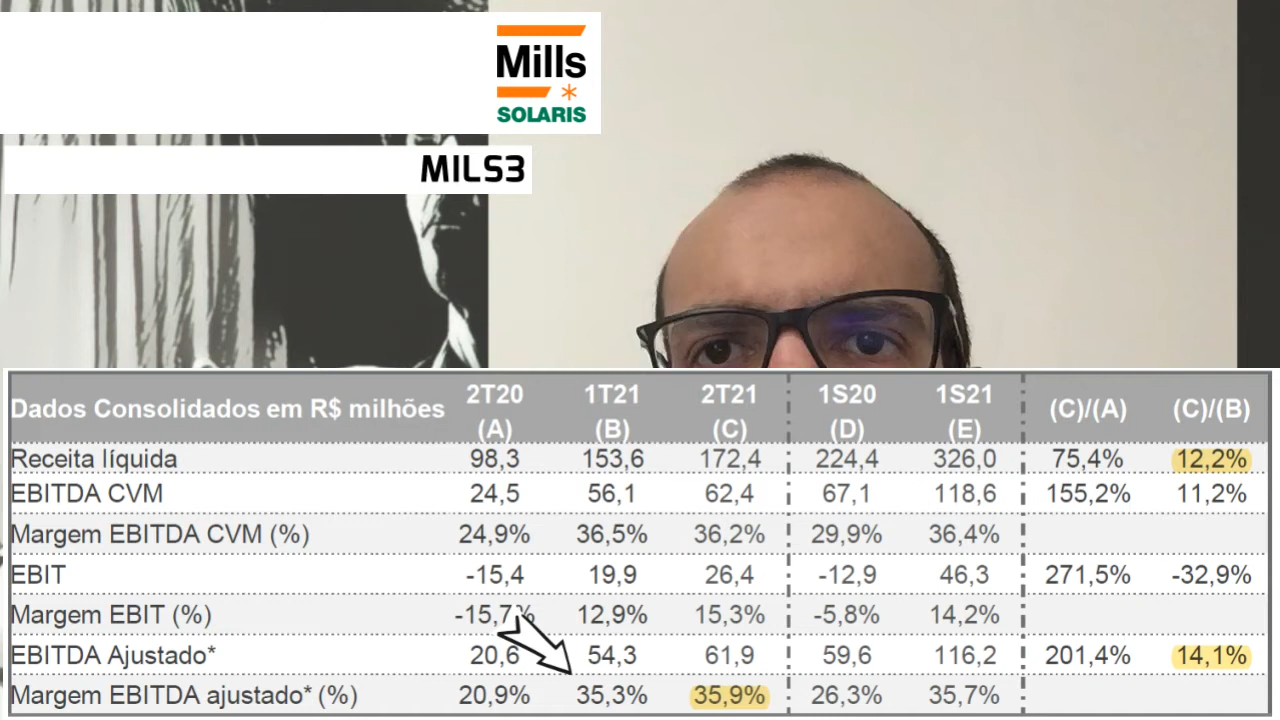 Mills
SOLARIS
MILS3
Dados Consolidados em R$ milhões 2T20 (A) 1T21 (B) 2T21 (C) 1S20 (D) 1S21 (E) (C)/(A) (C)/(B)
Receita líquida 98,3 153,6 172,4 224,4 326,0 75,4% 12,2%
EBITDA CVM 24,5 56,1 62,4 67,1 118,6 155,2% 11,2%
Margem EBITDA CVM (%) 24,9% 36,5% 36,2% 29,9% 36,4%
EBIT -15,4 19,9 26,4 -12,9 46,3 271,5% -32,9%
Margem EBIT (%) -15,7% 12,9% 15,3% -5,8% 14,2%
EBITDA Ajustado* 20,6 54,3 61,9 59,6 116,2 201,4% 14,1%
Margem EBITDA ajustado* (%) 20,9% 35,3% 35,9% 26,3% 35,7%